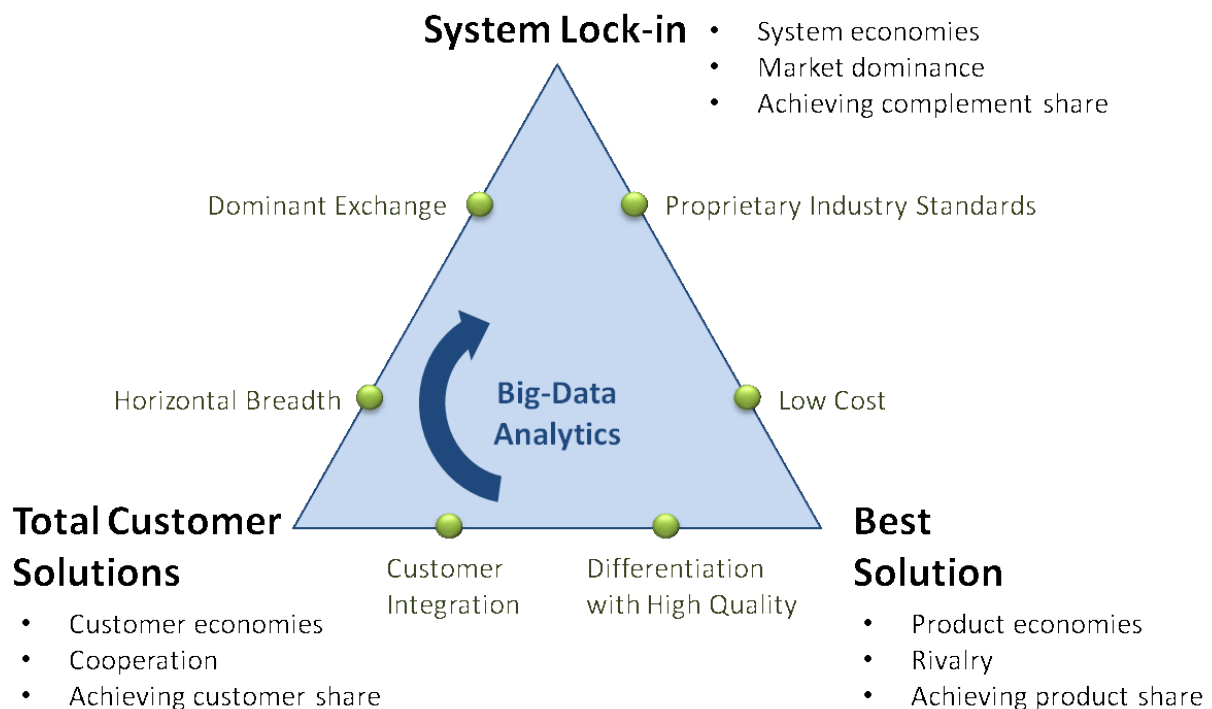 System Lock-in
• System economies
• Market dominance
• Achieving complement share
Dominant Exchange
Proprietary Industry Standards
Horizontal Breadth
Big-Data
Analytics
Low Cost
Total Customer
Solutions
• Customer economies
• Cooperation
• Achieving customer share
Customer
Integration
Differentiation
with High Quality
Best
Solution
• Product economies
• Rivalry
• Achieving product share